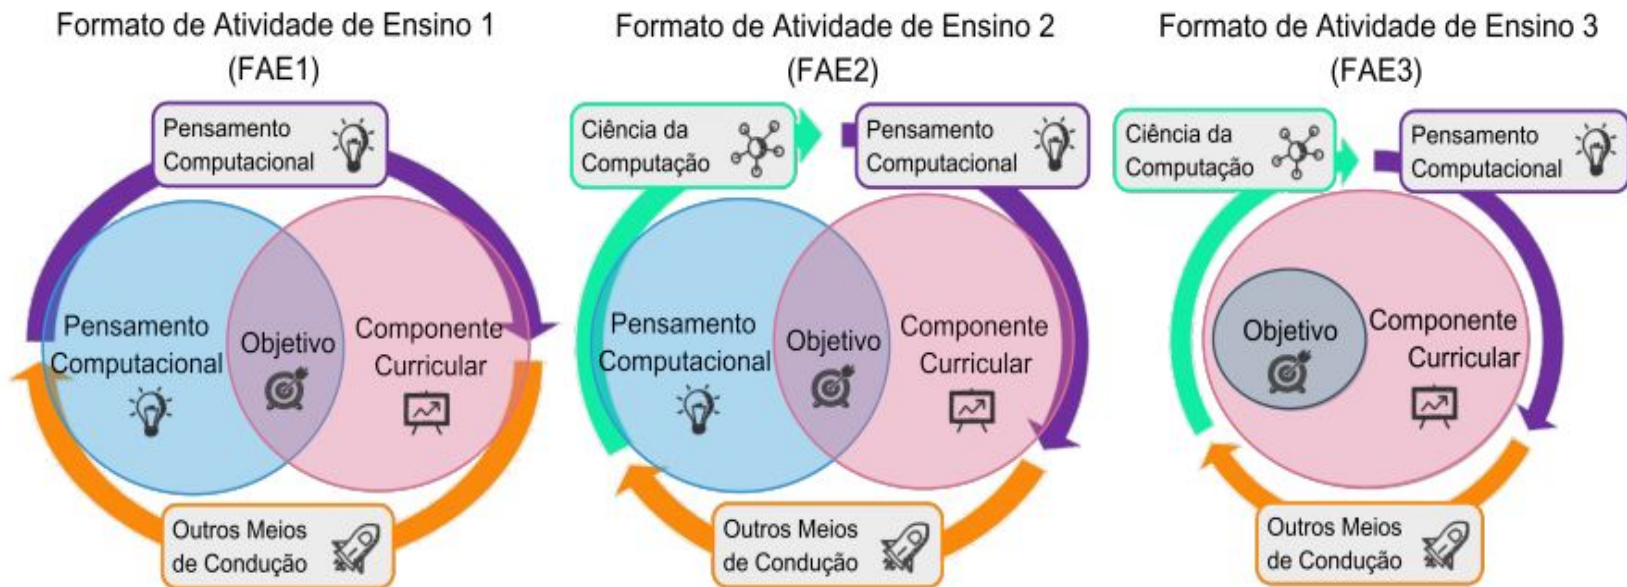 Formato de Atividade de Ensino 1
(FAE1)
Pensamento
Computacional
Pensamento
Computacional
Objetivo
Componente
Curricular
Outros Meios
de Condução
Formato de Atividade de Ensino 2
(FAE2)
Ciência da
Computação
Pensamento
Computacional
Pensamento
Computacional
Objetivo
Componente
Curricular
Outros Meios
de Condução
Formato de Atividade de Ensino 3
(FAE3)
Ciência da
Computação
Pensamento
Computacional
Objetivo
Componente
Curricular
Outros Meios
de Condução